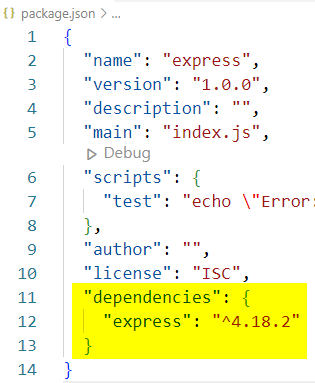 {} package.json > ...
1 {
2 "name": "express",
3 "version": "1.0.0",
4 "description": "",
5 "main": "index.js",
Debug
6 "scripts": {
7 "test": "echo \"Error:
8 },
9 "author": "",
10 "license": "ISC",
11 "dependencies": {
12 "express": "^4.18.2"
13 }
14 }